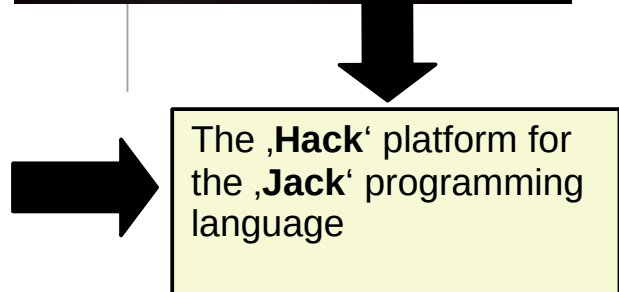 The ‚Hack‘ platform for
the ‚Jack‘ programming
language